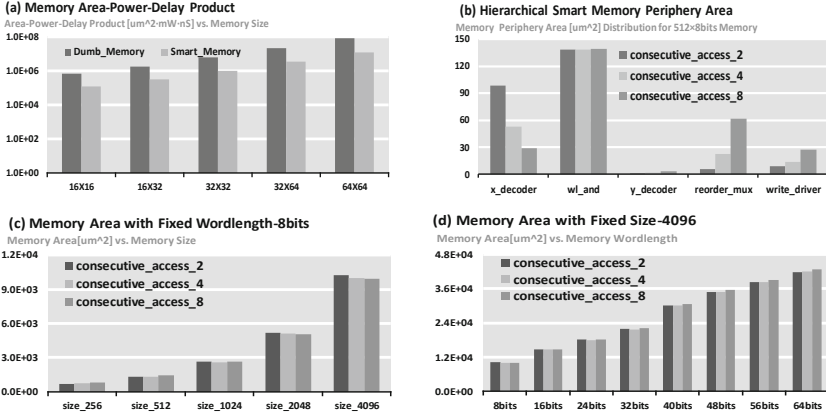 (a) Memory Area-Power-Delay Product
Area-Power-Delay Product [um^2·mW·nS] vs. Memory Size
1.0E+08
Dumb_Memory Smart_Memory
1.0E+06
1.0E+04
1.0E+02
1.0E+00
16X16 16X32 32X32 32X64 64X64
(b) Hierarchical Smart Memory Periphery Area
Memory Periphery Area [um^2] Distribution for 512×8bits Memory
150
consecutive_access_2
120
consecutive_access_4
90
consecutive_access_8
60
30
0
x_decoder wl_and y_decoder reorder_mux write_driver
(c) Memory Area with Fixed Wordlength-8bits
Memory Area[um^2] vs. Memory Size
1.2E+04
consecutive_access_2
9.0E+03
consecutive_access_4
consecutive_access_8
6.0E+03
3.0E+03
0.0E+00
size_256 size_512 size_1024 size_2048 size_4096
(d) Memory Area with Fixed Size-4096
Memory Area[um^2] vs. Memory Wordlength
4.8E+04
consecutive_access_2
consecutive_access_4
3.6E+04
consecutive_access_8
2.4E+04
1.2E+04
0.0E+00
8bits 16bits 24bits 32bits 40bits 48bits 56bits 64bits